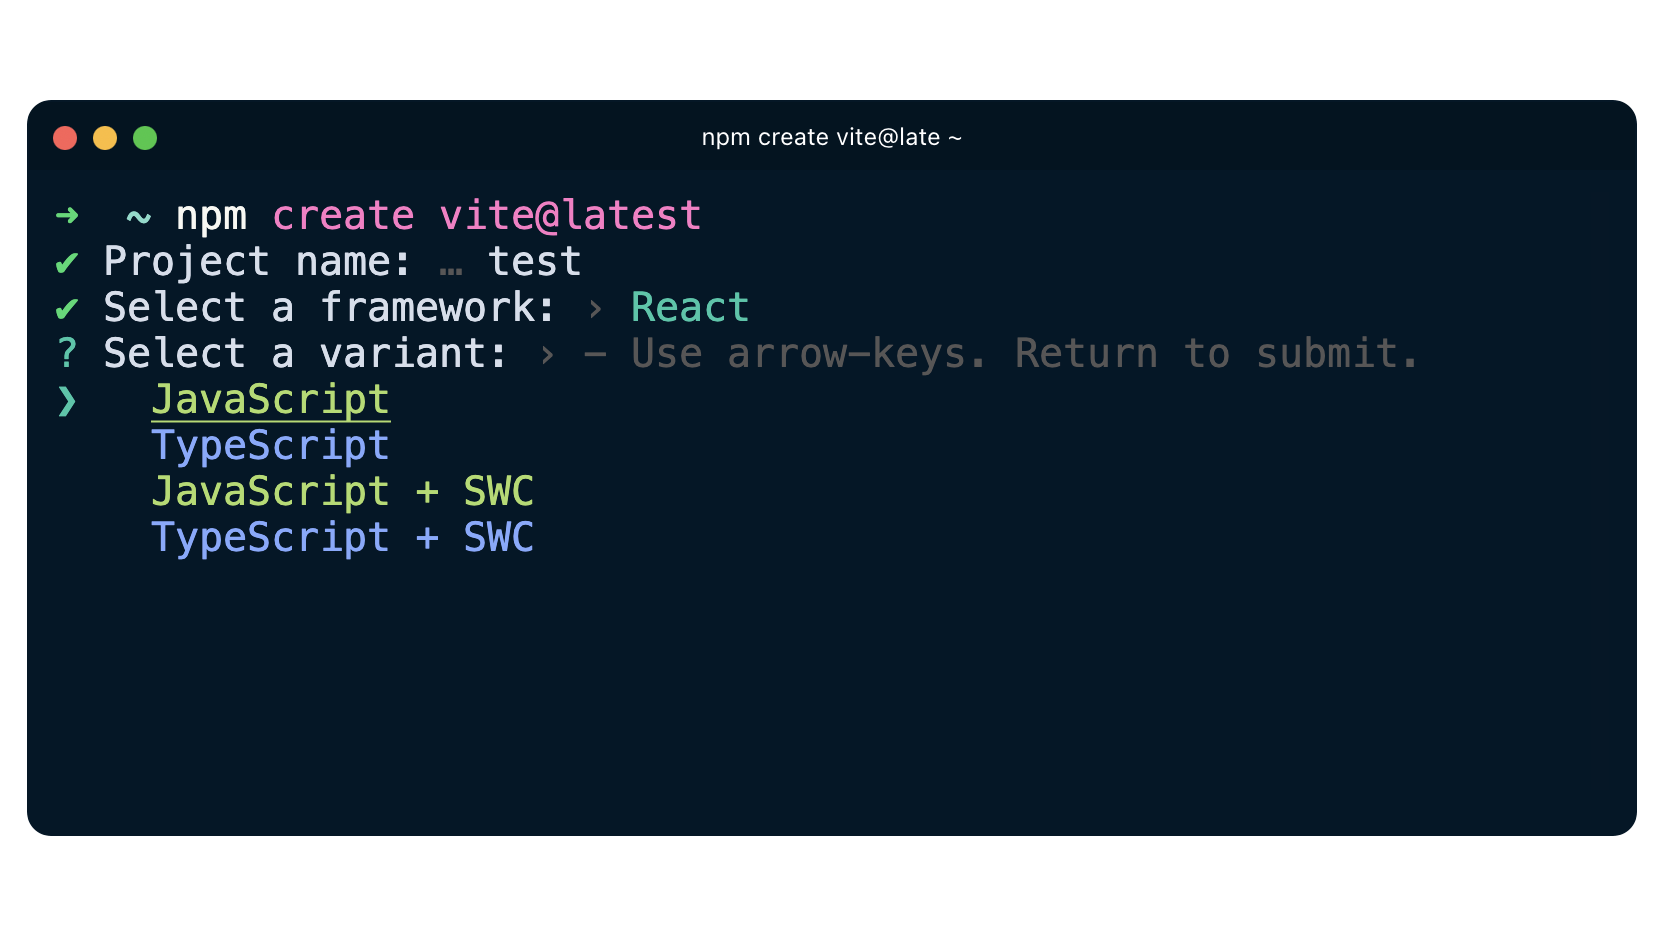 npm create vite@late ~
➜ ~ npm create vite@latest
✔ Project name: … test
✔ Select a framework: › React
? Select a variant: › - Use arrow-keys. Return to submit.
❯ JavaScript
TypeScript
JavaScript + SWC
TypeScript + SWC